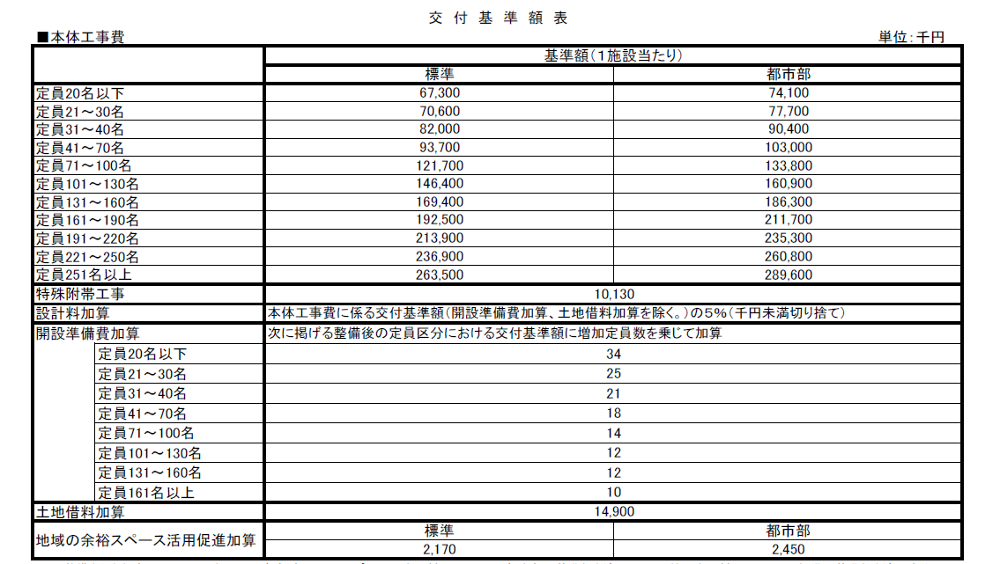 交 付 基 準 額 表
■本体工事費 単位：千円
基準額（１施設当たり）
標準 都市部
定員20名以下 67,300 74,100
定員21～30名 70,600 77,700
定員31～40名 82,000 90,400
定員41～70名 93,700 103,000
定員71～100名 121,700 133,800
定員101～130名 146,400 160,900
定員131～160名 169,400 186,300
定員161～190名 192,500 211,700
定員191～220名 213,900 235,300
定員221～250名 236,900 260,800
定員251名以上 263,500 289,600
特殊附帯工事 10,130
設計料加算 本体工事費に係る交付基準額（開設準備費加算、土地借料加算を除く。）の５％（千円未満切り捨て）
開設準備費加算 次に掲げる整備後の定員区分における交付基準額に増加定員数を乗じて加算
定員20名以下 34
定員21～30名 25
定員31～40名 21
定員41～70名 18
定員71～100名 14
定員101～130名 12
定員131～160名 12
定員161名以上 10
土地借料加算 14,900
地域の余裕スペース活用促進加算 標準 都市部
2,170 2,450